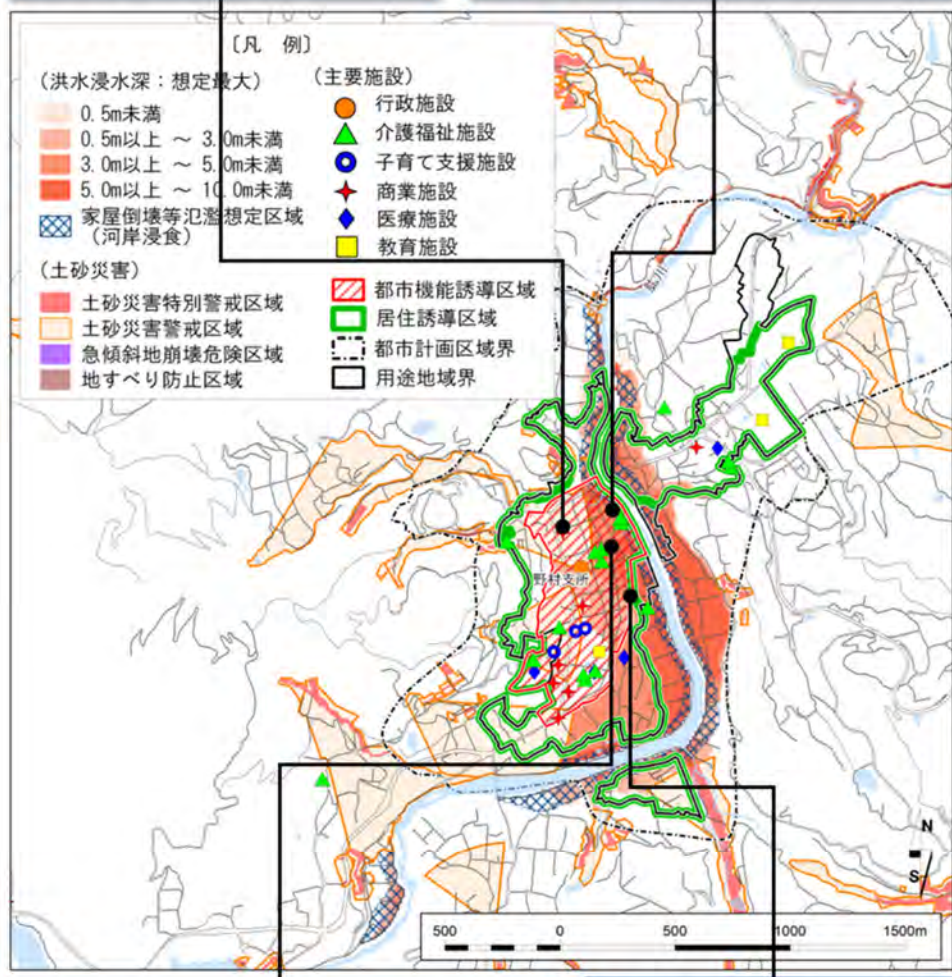 〔凡 例〕
(洪水浸水深：想定最大)
0.5m未満
0.5m以上 ～ 3.0m未満
3.0m以上 ～ 5.0m未満
5.0m以上 ～ 10.0m未満
家屋倒壊等氾濫想定区域
(河岸浸食)
(土砂災害)
土砂災害特別警戒区域
土砂災害警戒区域
急傾斜地崩壊危険区域
地すべり防止区域
(主要施設)
行政施設
介護福祉施設
子育て支援施設
商業施設
医療施設
教育施設
都市機能誘導区域
居住誘導区域
都市計画区域界
用途地域界
野村支所
N
S
500 0 500 1000 1500m